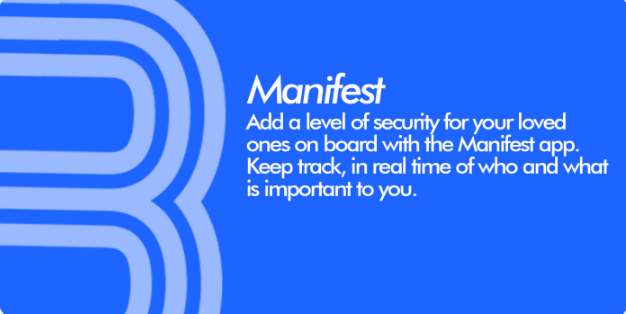 Manifest
Add a level of security for your loved
ones on board with the Manifest app.
Keep track, in real time of who and what
is important to you.